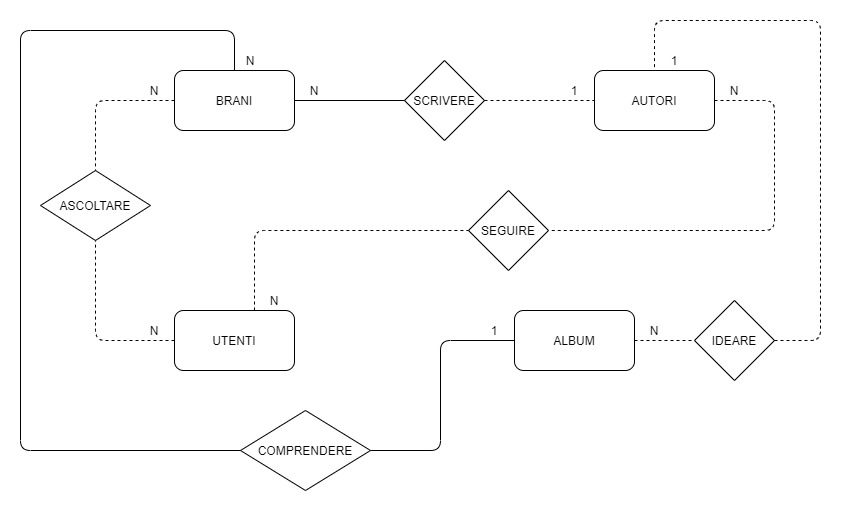 1
N
N
N
1
N
BRANI
SCRIVERE
AUTORI
ASCOLTARE
SEGUIRE
N
N
1
N
UTENTI
ALBUM
IDEARE
COMPRENDERE